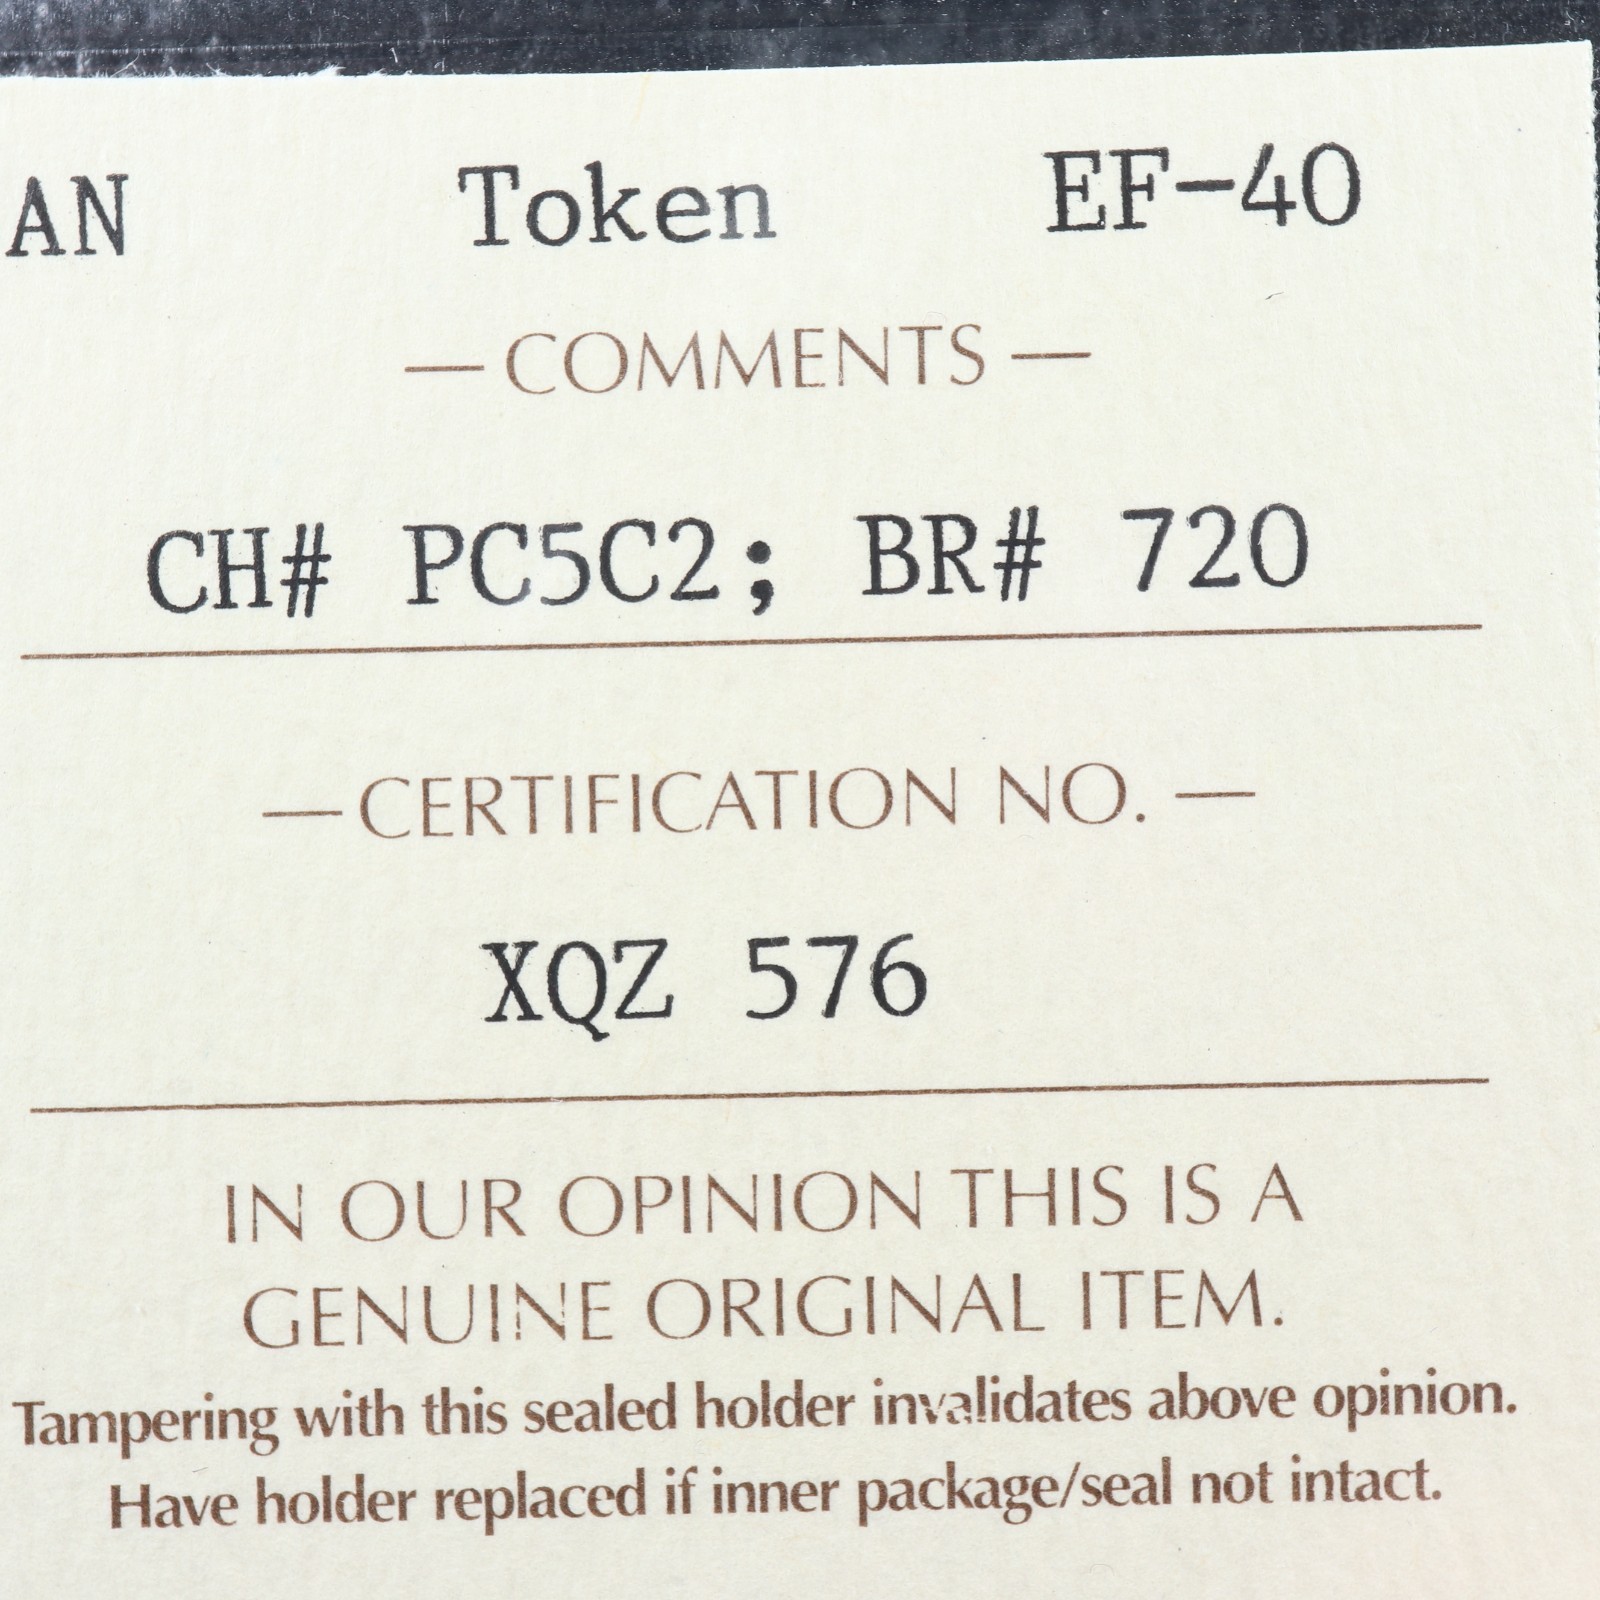 AN Token EF-40
— COMMENTS —
CH# PC5C2; BR# 720
— CERTIFICATION NO. —
XQZ 576
IN OUR OPINION THIS IS A
GENUINE ORIGINAL ITEM.
Tampering with this sealed holder invalidates above opinion.
Have holder replaced if inner package/seal not intact.